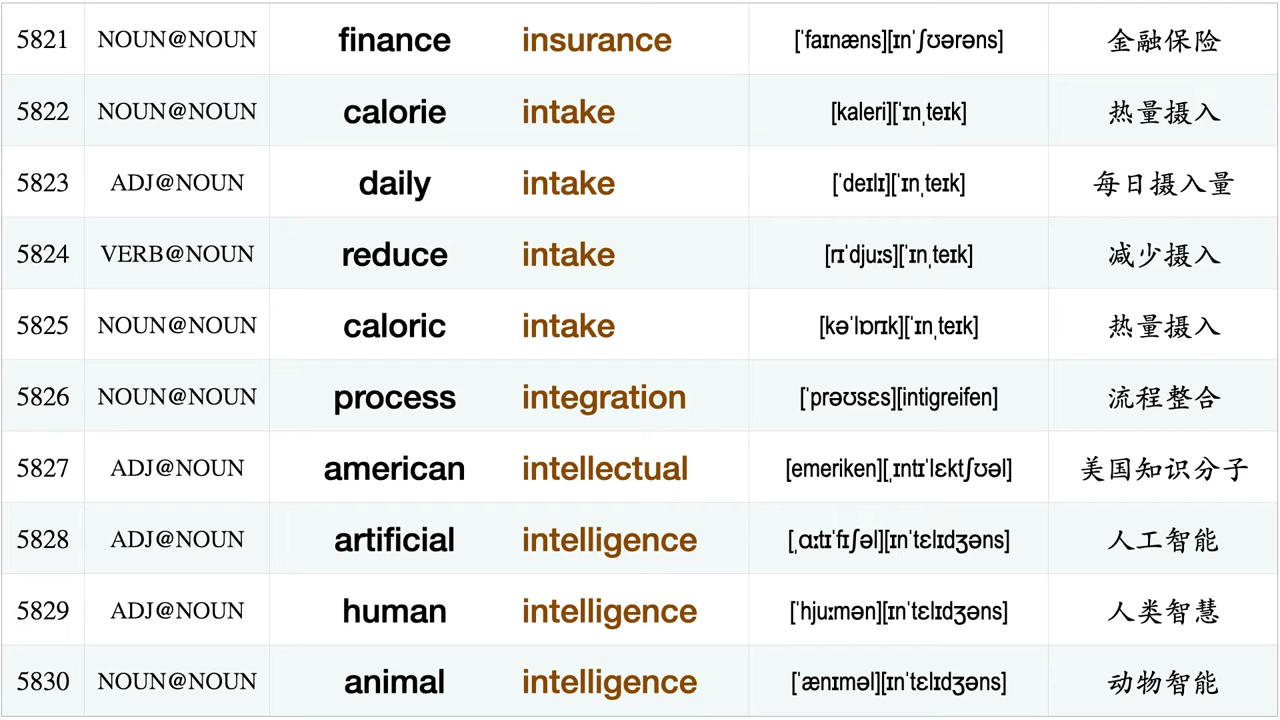 5821 NOUN@NOUN finance insurance [ˈfaɪnæns][ɪnˈʃʊərəns] 金融保险
5822 NOUN@NOUN calorie intake [kaleri][ˈɪnˌteɪk] 热量摄入
5823 ADJ@NOUN daily intake [ˈdeɪlɪ][ˈɪnˌteɪk] 每日摄入量
5824 VERB@NOUN reduce intake [rɪˈdjuːs][ˈɪnˌteɪk] 减少摄入
5825 NOUN@NOUN caloric intake [kəˈlɒrɪk][ˈɪnˌteɪk] 热量摄入
5826 NOUN@NOUN process integration [ˈprəʊsɛs][intigreifen] 流程整合
5827 ADJ@NOUN american intellectual [emeriken][ˌɪntɪˈlɛktʃʊəl] 美国知识分子
5828 ADJ@NOUN artificial intelligence [ˌɑːtɪˈfɪʃəl][ɪnˈtɛlɪdʒəns] 人工智能
5829 ADJ@NOUN human intelligence [ˈhjuːmən][ɪnˈtɛlɪdʒəns] 人类智慧
5830 NOUN@NOUN animal intelligence [ˈænɪməl][ɪnˈtɛlɪdʒəns] 动物智能